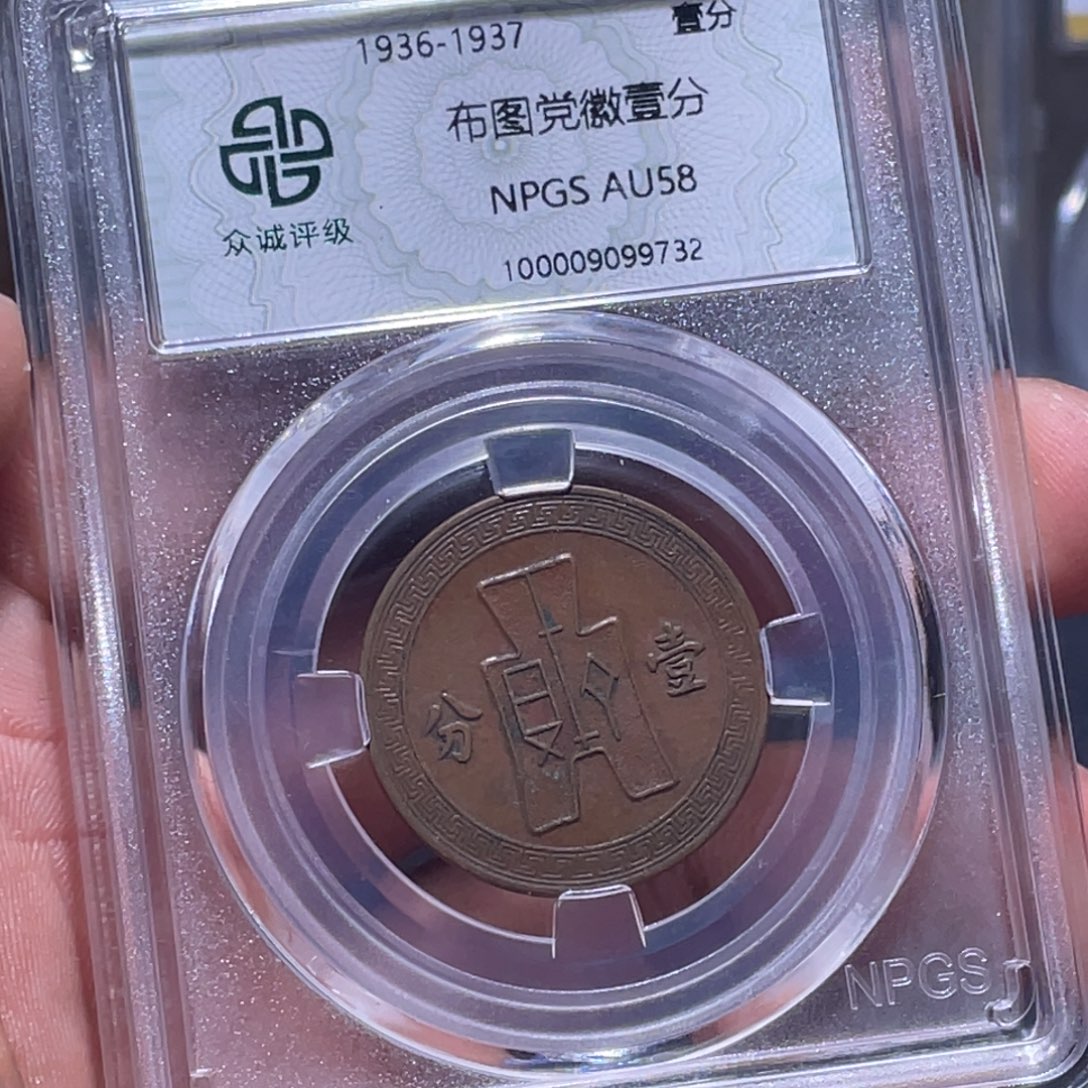 1936-1937 壹分
布图党徽壹分
NPGS AU58
众诚评级
100009099732
分 壹
NPGS